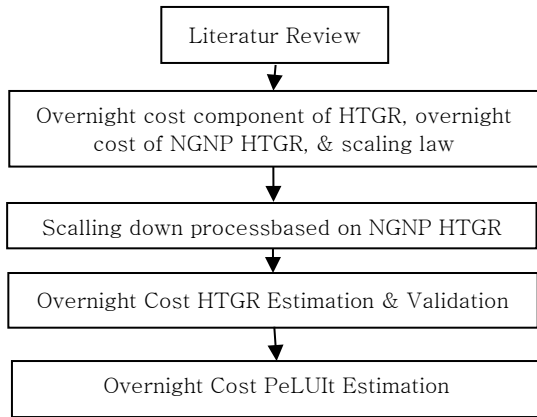 Literatur Review
Overnight cost component of HTGR, overnight
cost of NGNP HTGR, & scaling law
Scalling down processbased on NGNP HTGR
Overnight Cost HTGR Estimation & Validation
Overnight Cost PeLUIt Estimation